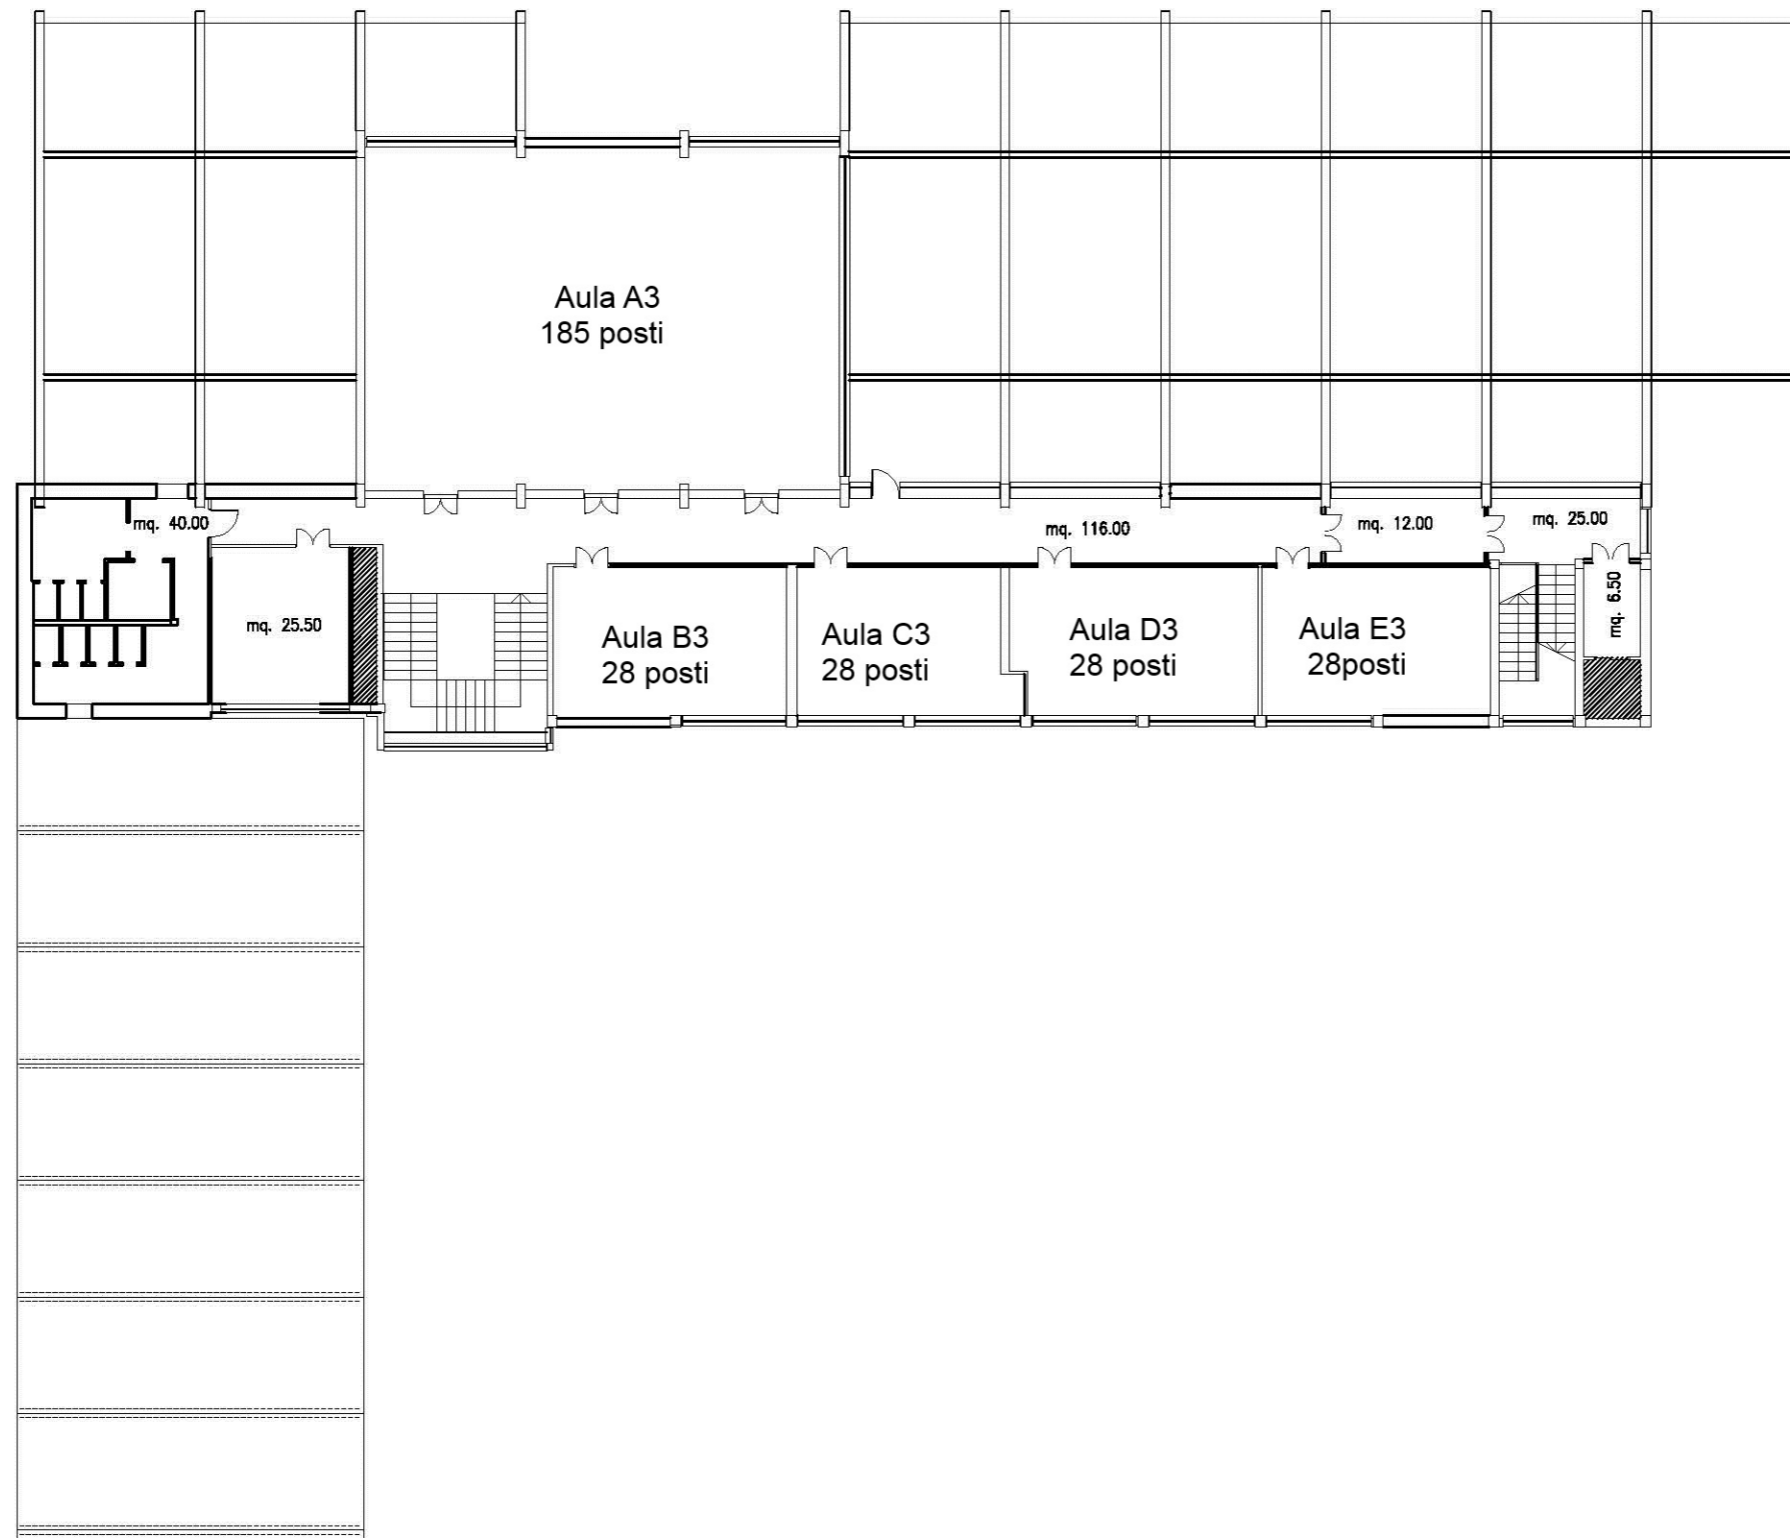 Aula A3
185 posti
mq. 40.00
mq. 116.00
mq. 12.00
mq. 25.00
mq. 25.50
Aula B3
28 posti
Aula C3
28 posti
Aula D3
28 posti
Aula E3
28posti
mq. 6.50